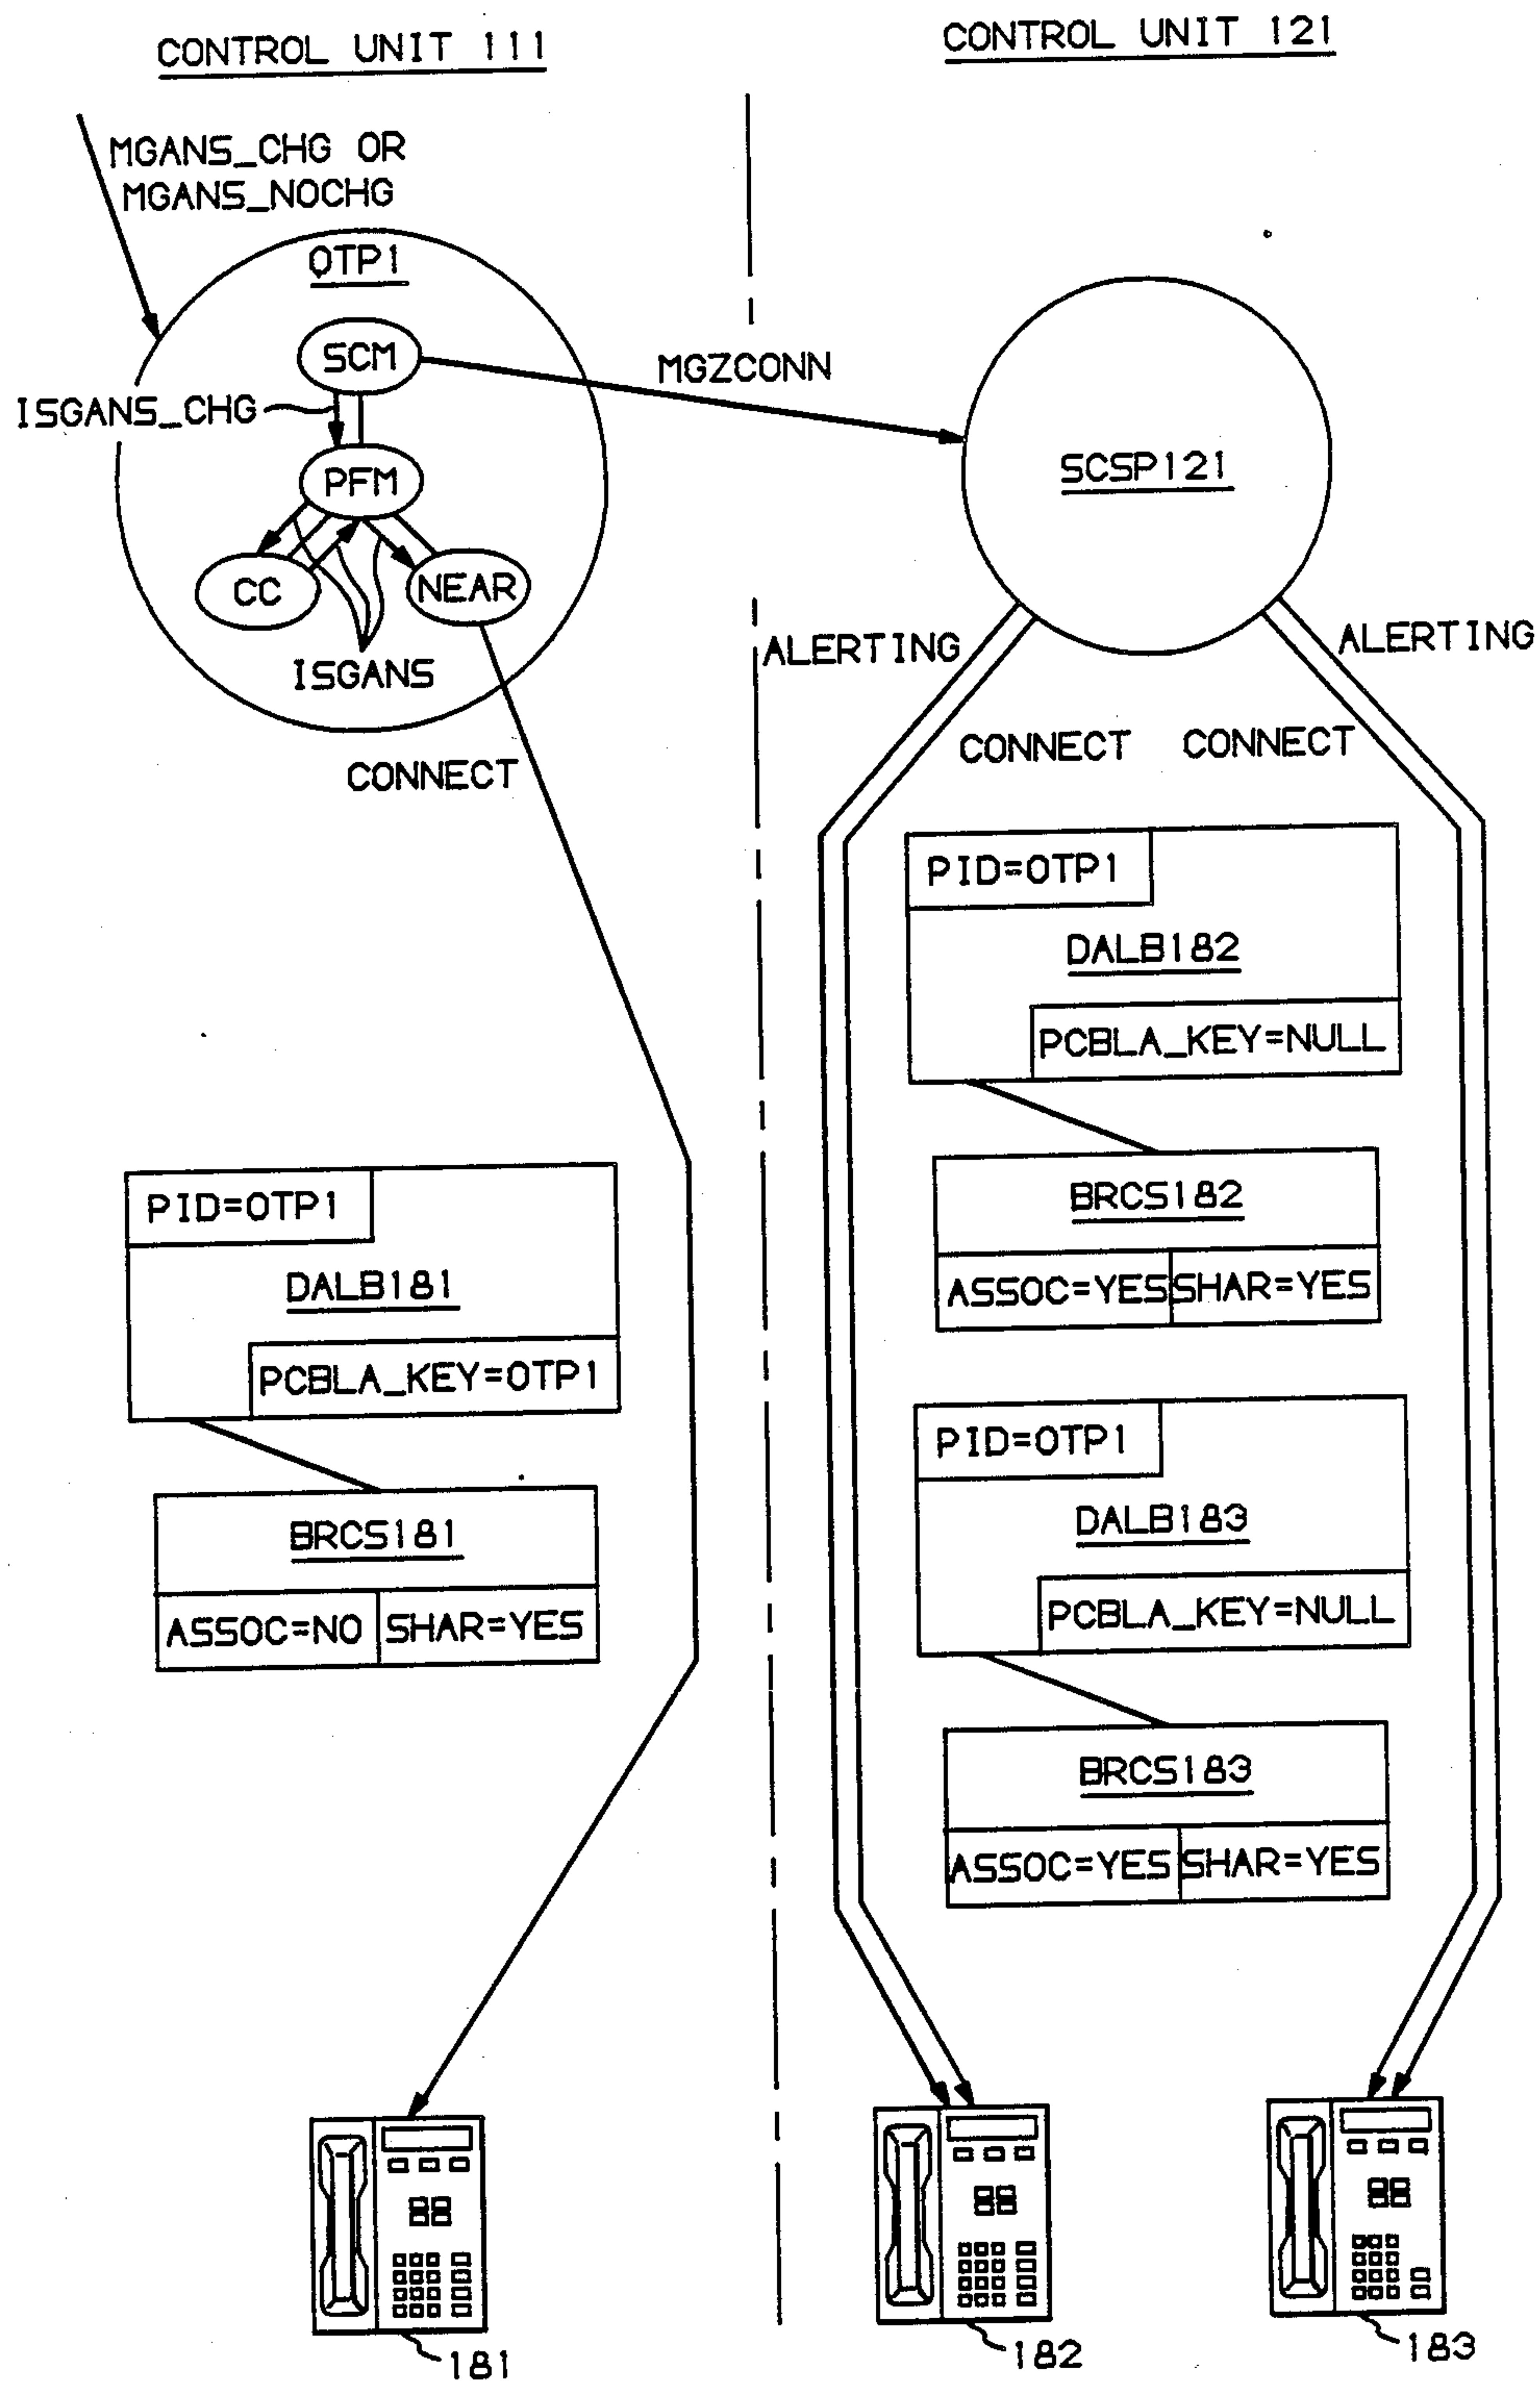 CONTROL UNIT 111
CONTROL UNIT 121
MGANS_CHG OR
MGANS_NOCHG
OTP1
SCM
MGZCONN
ISGANS_CHG
PFM
SCSP121
CC
NEAR
ISGANS
ALERTING
ALERTING
CONNECT
CONNECT
CONNECT
PID=OTP1
DALB182
PCBLA_KEY=NULL
BRCS182
ASSOC=YES
SHAR=YES
PID=OTP1
DALB181
PCBLA_KEY=OTP1
BRCS181
ASSOC=NO
SHAR=YES
PID=OTP1
DALB183
PCBLA_KEY=NULL
BRCS183
ASSOC=YES
SHAR=YES
181
182
183